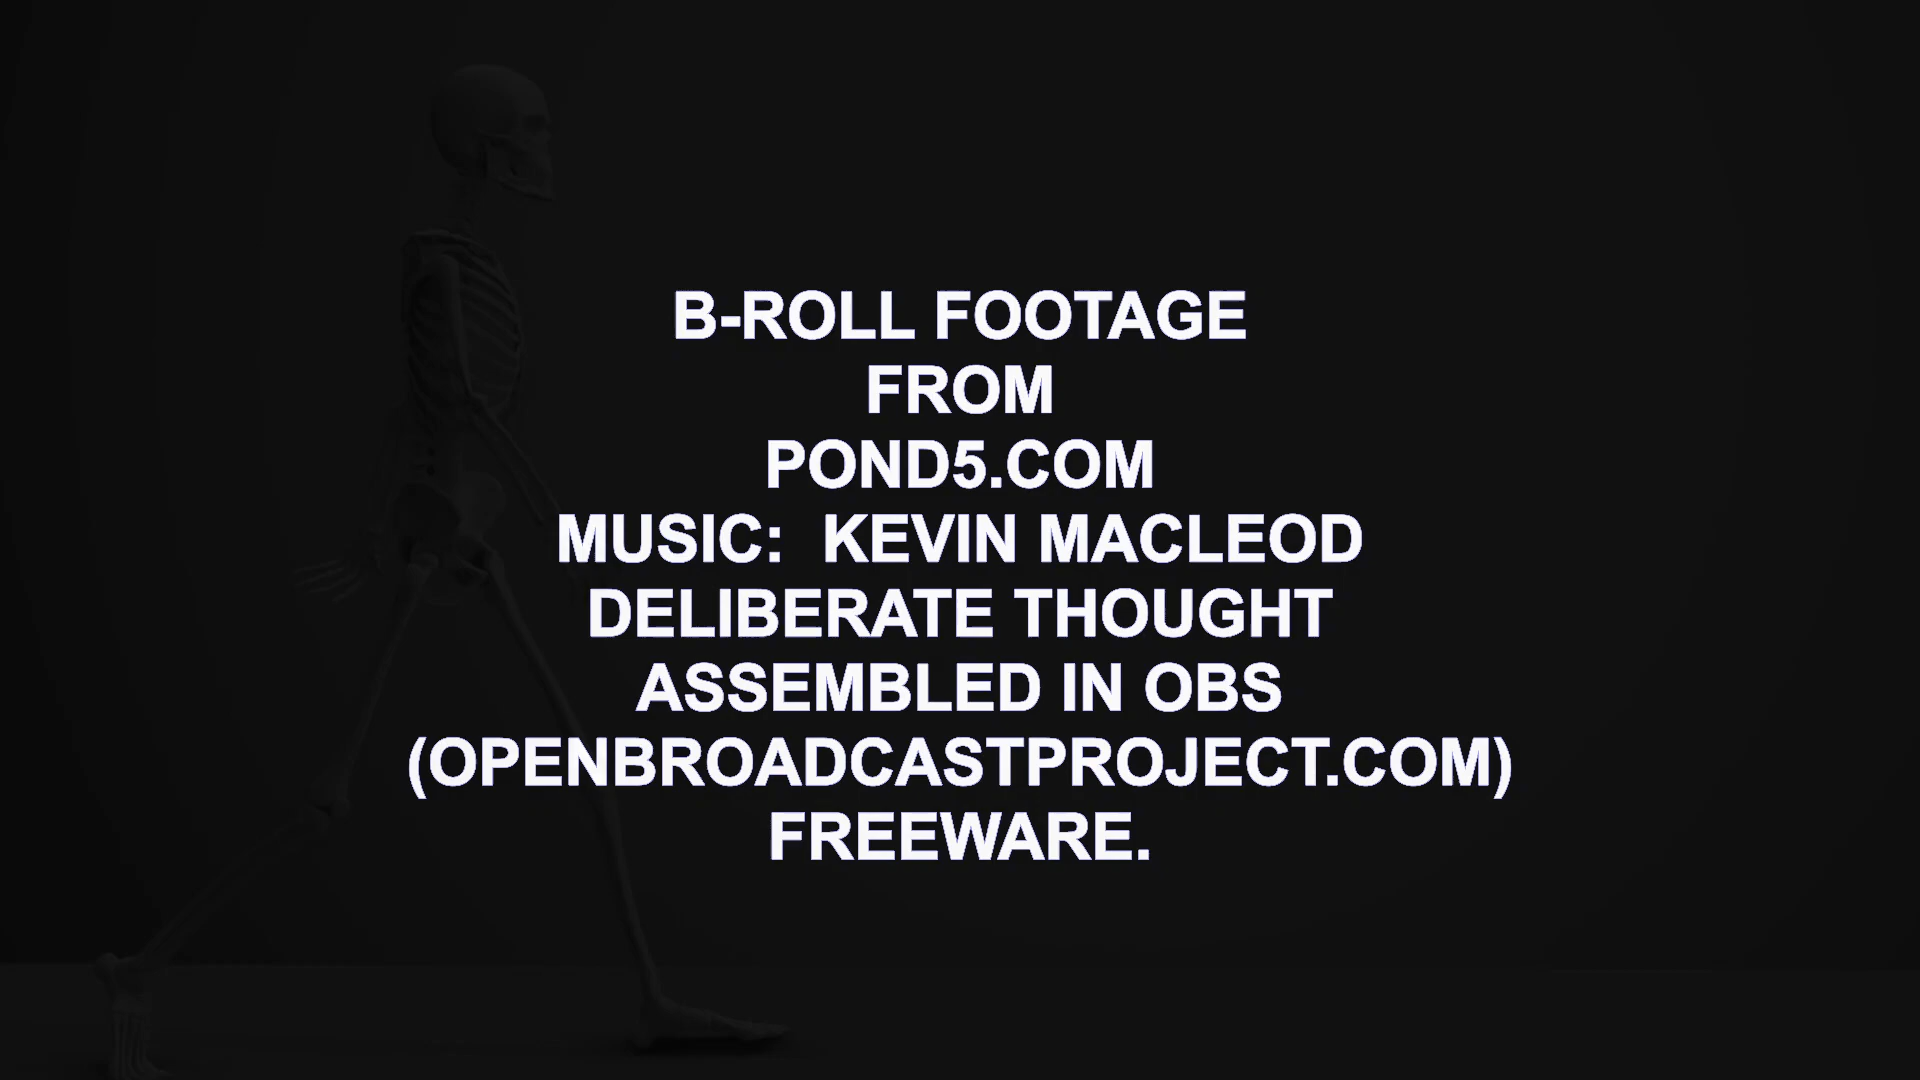 B-ROLL FOOTAGE
FROM
POND5.COM
MUSIC:  KEVIN MACLEOD
DELIBERATE THOUGHT
ASSEMBLED IN OBS
(OPENBROADCASTPROJECT.COM)
FREEWARE.